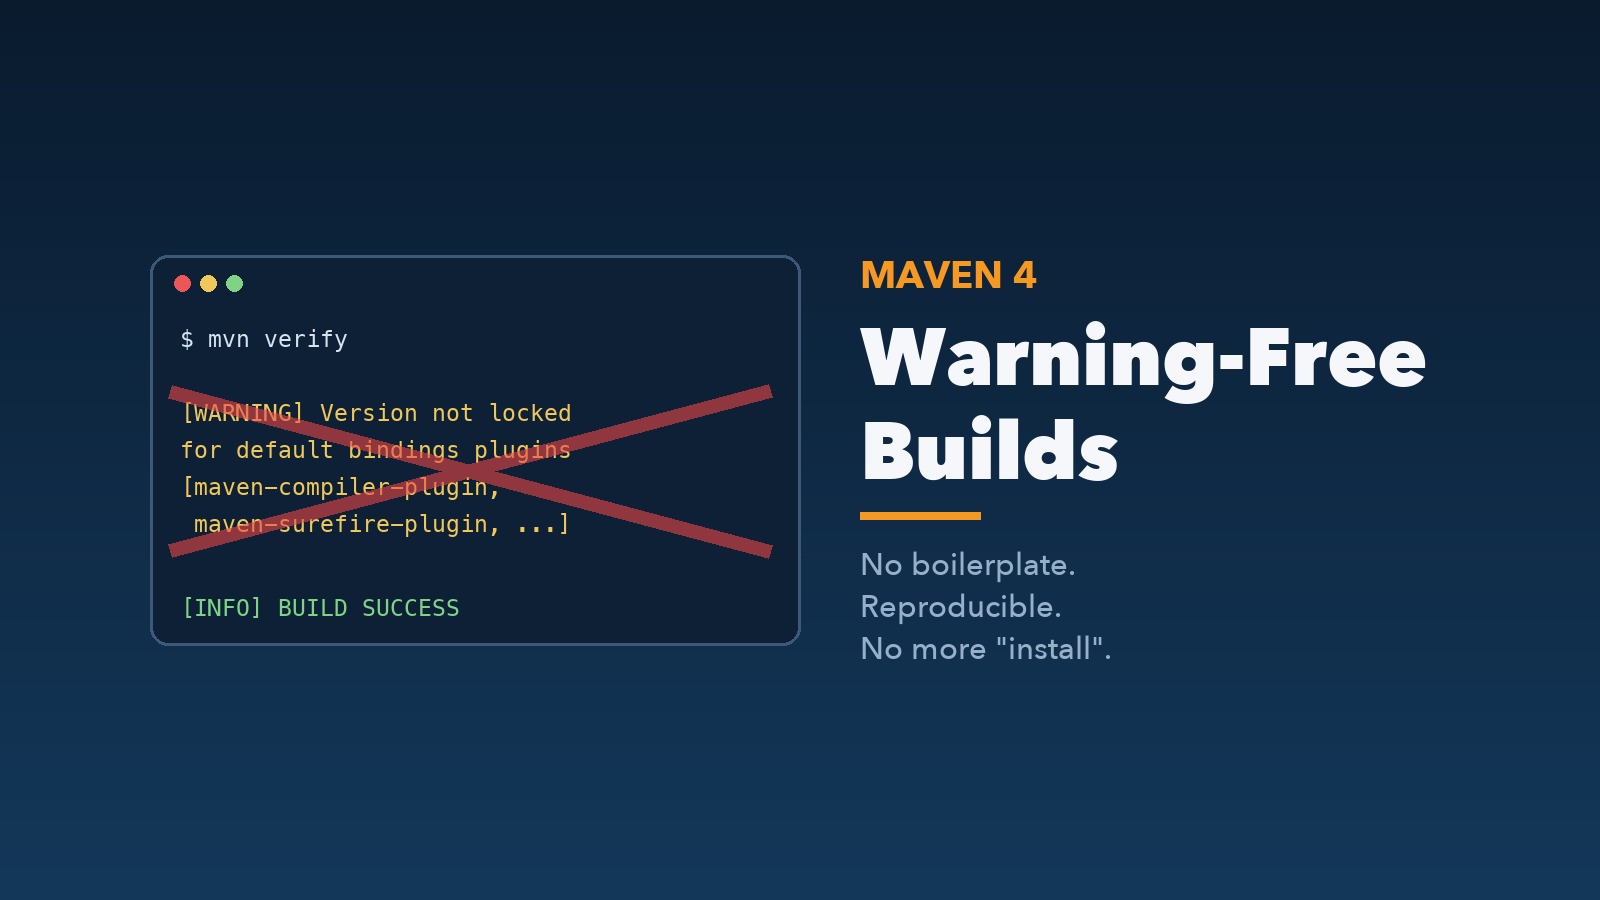 $ mvn verify
[WARNING] Version not locked
for default bindings plugins
[maven-compiler-plugin,
maven-surefire-plugin, ...]
[INFO] BUILD SUCCESS
MAVEN 4
Warning-Free
Builds
No boilerplate.
Reproducible.
No more "install".